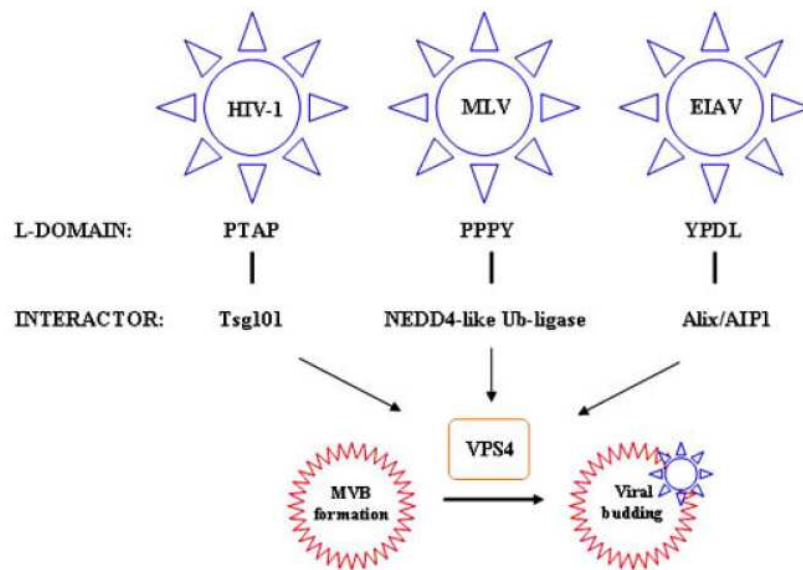 HIV-1 MLV EIAV
L-DOMAIN: PTAP PPPY YPDL
INTERACTOR: Tsg101 NEDD4-like Ub-ligase Alix/AIP1
VPS4
MVB
formation
Viral
budding